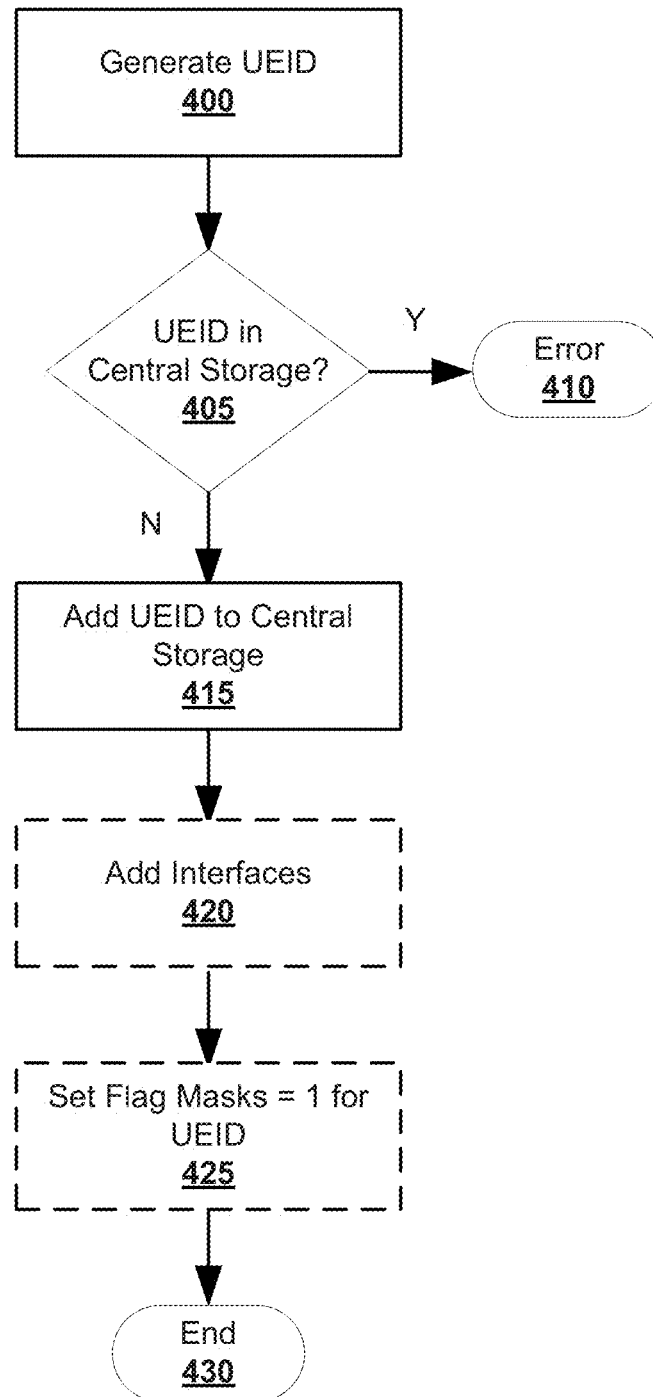 Generate UEID
400
UEID in
Central Storage?
405
Y
Error
410
N
Add UEID to Central
Storage
415
Add Interfaces
420
Set Flag Masks = 1 for
UEID
425
End
430